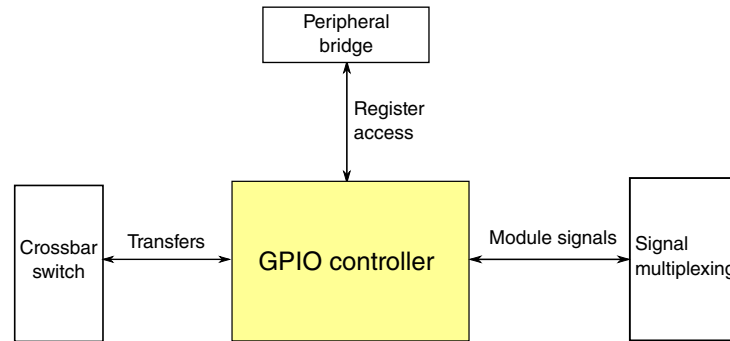 Peripheral
bridge
Register
access
Crossbar
switch
Transfers
GPIO controller
Module signals
Signal
multiplexing